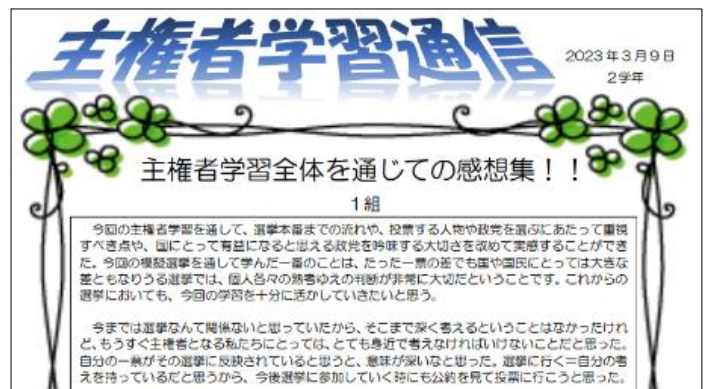 主権者学習通信
2023年3月9日
2学年
主権者学習全体を通じての感想集！！
1組
今回の主権者学習を通して、選挙本番までの流れや、投票する人物や政党を選ぶにあたって重視
すべき点や、国にとって有益になると思える政党を吟味する大切さを改めて実感することができ
た。今回の模擬選挙を通して学んだ一番のことは、たった一票の差でも国や国民にとっては大きな
差ともなりうる選挙では、個人各々の熟考ゆえの判断が非常に大切だということです。これからの
選挙においても、今回の学習を十分に活かしていきたいと思う。
今までは選挙なんて関係ないと思っていたから、そこまで深く考えるということはなかったけれ
ど、もうすぐ主権者となる私たちにとっては、とても身近で考えなければいけないことだと思った。
自分の一票がその選挙に反映されていると思うと、意味が深いなと思った。選挙に行く＝自分の考
えを持っているだと思うから、今後選挙に参加していく時にも公約を見て投票に行こうと思った。